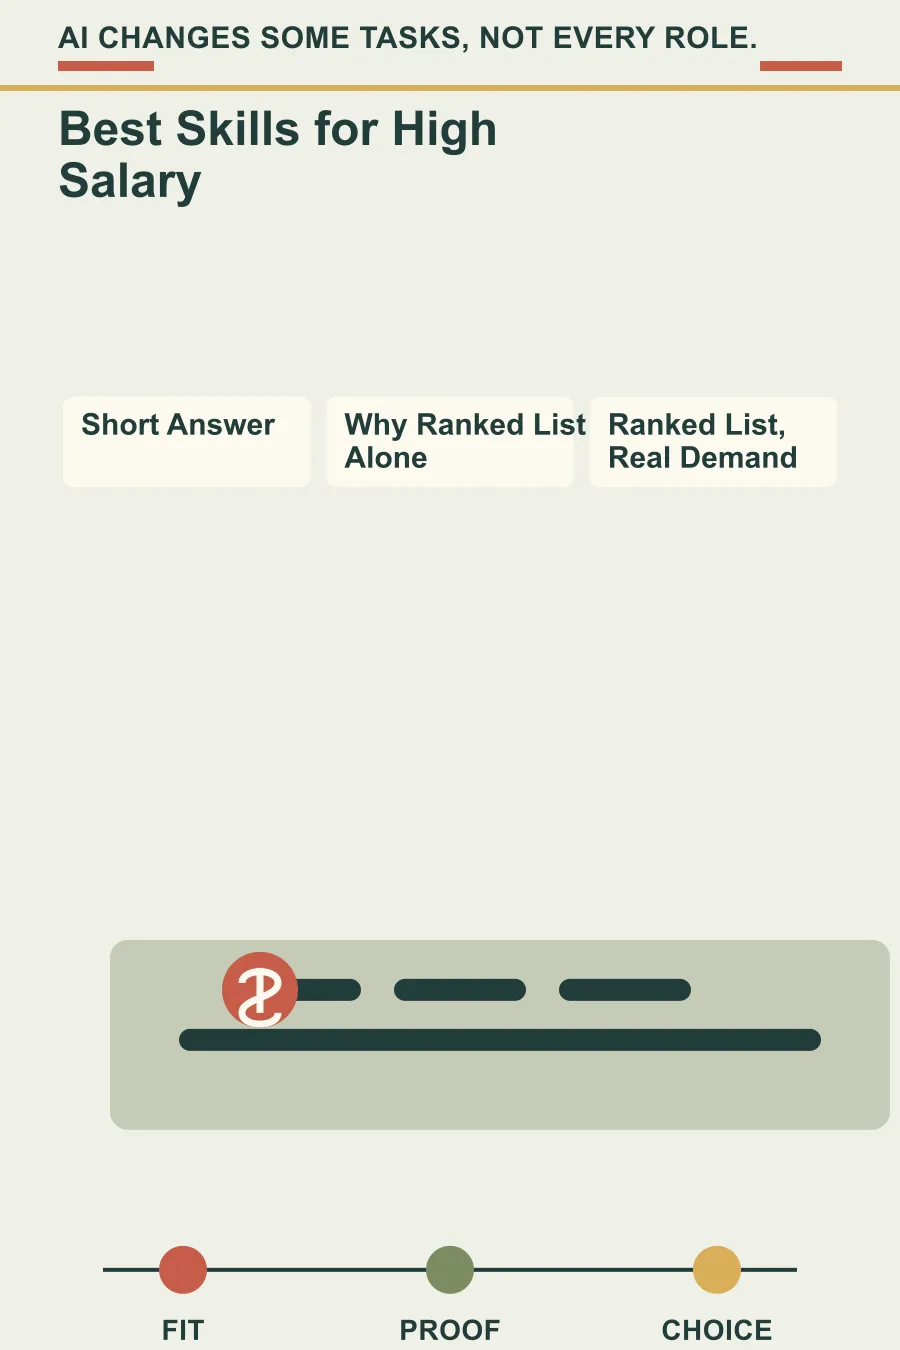 AI CHANGES SOME TASKS, NOT EVERY ROLE.
Best Skills for High
Salary
Short Answer
Why Ranked List
Alone
Ranked List,
Real Demand
FIT
PROOF
CHOICE